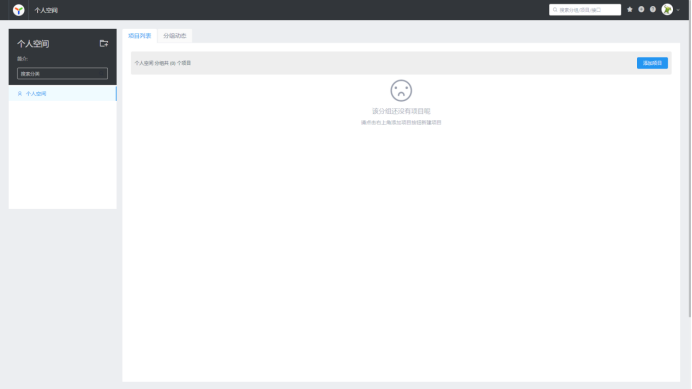 个人空间
搜索分组/项目/接口
个人空间
简介:
搜索分类
个人空间
项目列表
分组动态
个人空间 分组共 (0) 个项目
添加项目
该分组还没有项目呢
请点击右上角添加项目按钮新建项目